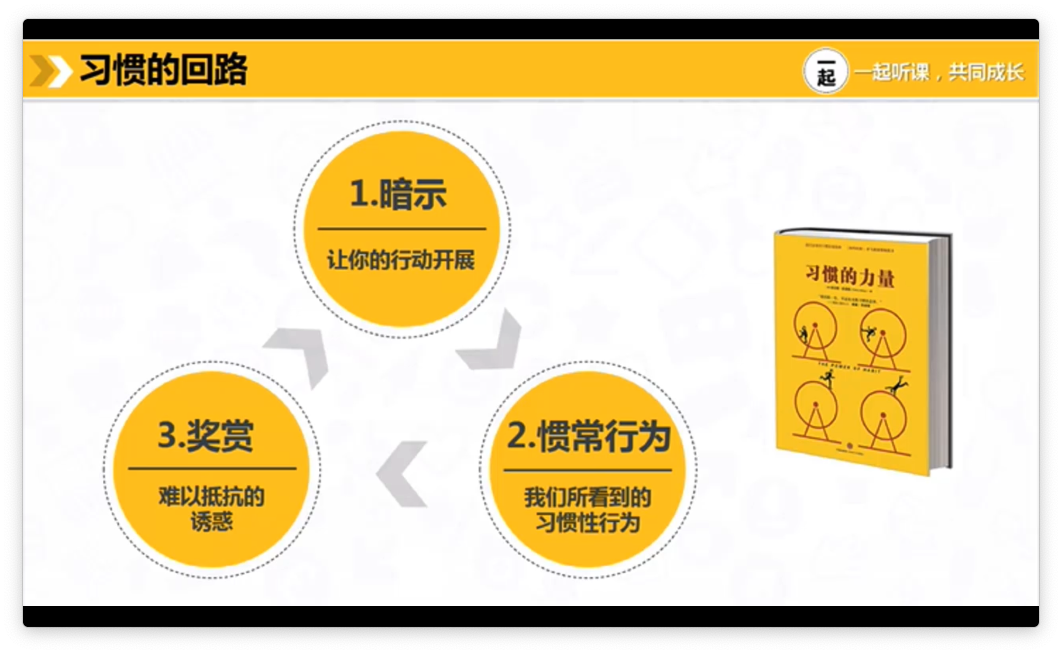 习惯的回路
一起
一起听课，共同成长
1.暗示
让你的行动开展
2.惯常行为
我们所看到的
习惯性行为
3.奖赏
难以抵抗的
诱惑
习惯的力量
THE POWER OF HABIT